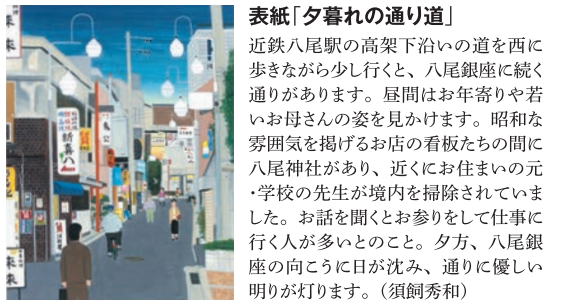 表紙「夕暮れの通り道」
近鉄八尾駅の高架下沿いの道を西に
歩きながら少し行くと、八尾銀座に続く
通りがあります。昼間はお年寄りや若
いお母さんの姿を見かけます。昭和な
雰囲気を掲げるお店の看板たちの間に
八尾神社があり、近くにお住まいの元
・学校の先生が境内を掃除されていま
した。お話を聞くとお参りをして仕事に
行く人が多いとのこと。夕方、八尾銀
座の向こうに日が沈み、通りに優しい
明りが灯ります。（須飼秀和）